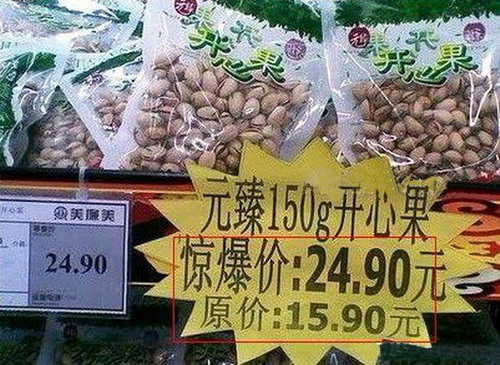 开心果
开心果
美廉美
24.90
元臻150g开心果
惊爆价:24.90元
原价:15.90元